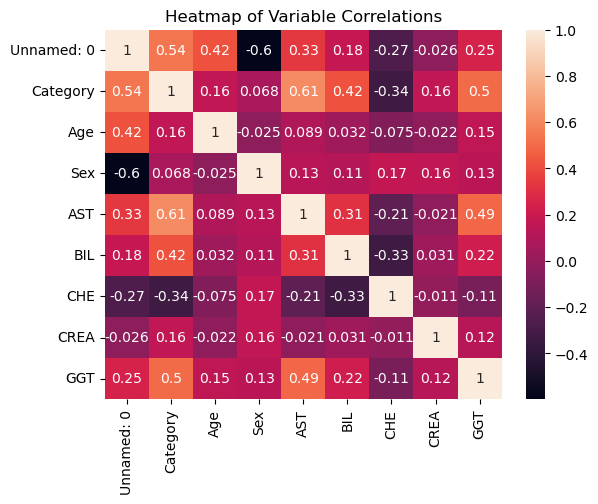 Heatmap of Variable Correlations
Unnamed: 0 1 0.54 0.42 -0.6 0.33 0.18 -0.27 -0.026 0.25
Category 0.54 1 0.16 0.068 0.61 0.42 -0.34 0.16 0.5
Age 0.42 0.16 1 -0.025 0.089 0.032 -0.075 -0.022 0.15
Sex -0.6 0.068 -0.025 1 0.13 0.11 0.17 0.16 0.13
AST 0.33 0.61 0.089 0.13 1 0.31 -0.21 -0.021 0.49
BIL 0.18 0.42 0.032 0.11 0.31 1 -0.33 0.031 0.22
CHE -0.27 -0.34 -0.075 0.17 -0.21 -0.33 1 -0.011 -0.11
CREA -0.026 0.16 -0.022 0.16 -0.021 0.031 -0.011 1 0.12
GGT 0.25 0.5 0.15 0.13 0.49 0.22 -0.11 0.12 1
Unnamed: 0 Category Age Sex AST BIL CHE CREA GGT
1.0
0.8
0.6
0.4
0.2
0.0
−0.2
−0.4